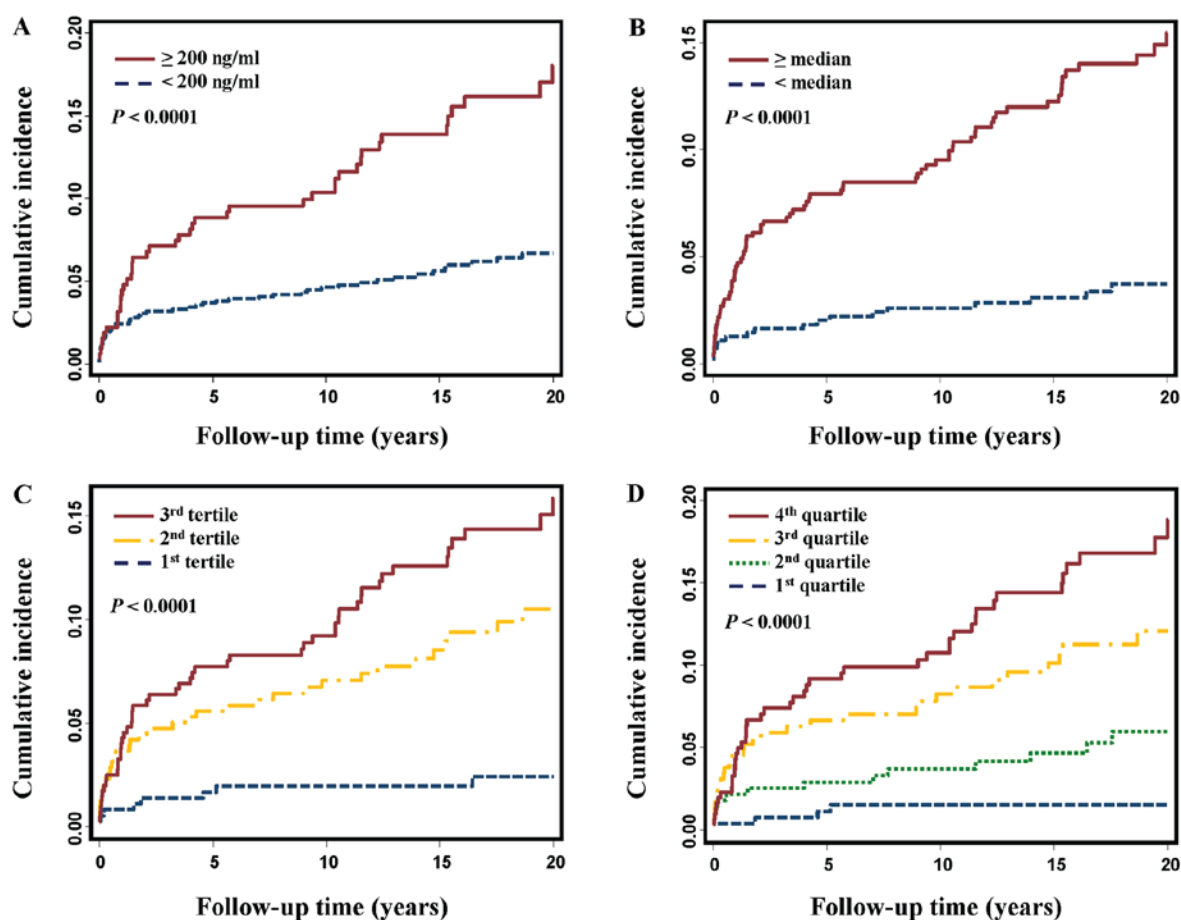 A
≥ 200 ng/ml
< 200 ng/ml
P < 0.0001
Cumulative incidence
0.00
0.05
0.10
0.15
0.20
0
5
10
15
20
Follow-up time (years)
B
≥ median
< median
P < 0.0001
Cumulative incidence
0.00
0.05
0.10
0.15
0
5
10
15
20
Follow-up time (years)
C
3rd tertile
2nd tertile
1st tertile
P < 0.0001
Cumulative incidence
0.00
0.05
0.10
0.15
0
5
10
15
20
Follow-up time (years)
D
4th quartile
3rd quartile
2nd quartile
1st quartile
P < 0.0001
Cumulative incidence
0.00
0.05
0.10
0.15
0.20
0
5
10
15
20
Follow-up time (years)